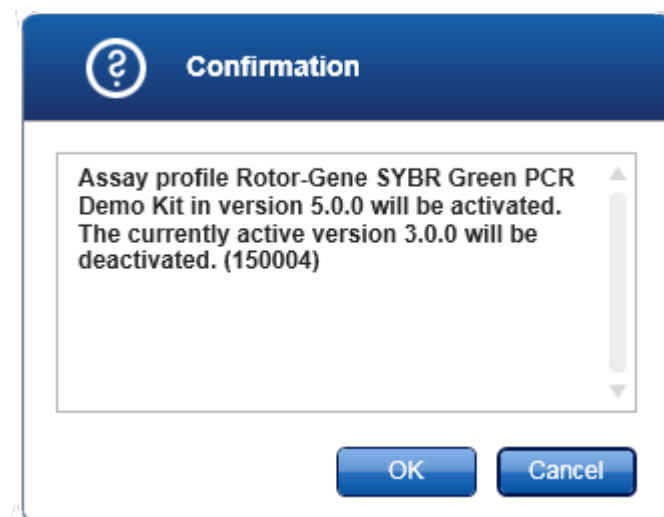 Confirmation
Assay profile Rotor-Gene SYBR Green PCR
Demo Kit in version 5.0.0 will be activated.
The currently active version 3.0.0 will be
deactivated. (150004)
OK
Cancel